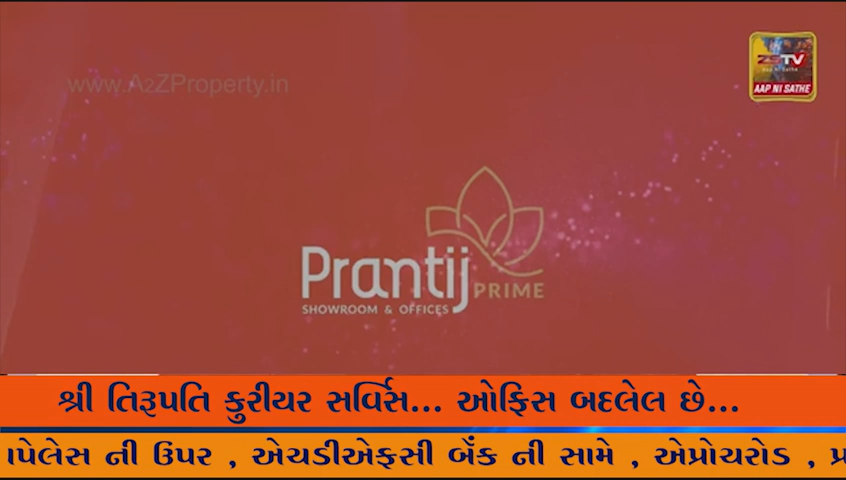 www.A2ZProperty.in
ZSTV
AAP NI SATHE
Prantij
PRIME
SHOWROOM & OFFICES
શ્રી તિરૂપતિ કુરીયર સર્વિસ... ઓફિસ બદલેલ છે...
ાપેલેસ ની ઉપર , એચડીએફસી બેંક ની સામે , એપ્રોચરોડ , પ્ર